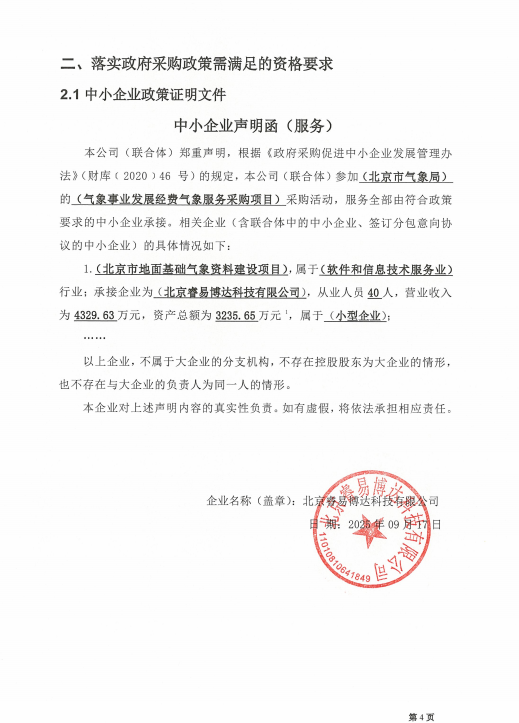 二、落实政府采购政策需满足的资格要求
2.1 中小企业政策证明文件
中小企业声明函（服务）
本公司（联合体）郑重声明，根据《政府采购促进中小企业发展管理办
法》（财库﹝2020﹞46 号）的规定，本公司（联合体）参加（北京市气象局）
的（气象事业发展经费气象服务采购项目）采购活动，服务全部由符合政策
要求的中小企业承接。相关企业（含联合体中的中小企业、签订分包意向协
议的中小企业）的具体情况如下：
1.（北京市地面基础气象资料建设项目），属于（软件和信息技术服务业）
行业；承接企业为（北京睿易博达科技有限公司），从业人员 40 人，营业收入
为 4329.63 万元，资产总额为 3235.65 万元¹，属于（小型企业）；
……
以上企业，不属于大企业的分支机构，不存在控股股东为大企业的情形，
也不存在与大企业的负责人为同一人的情形。
本企业对上述声明内容的真实性负责。如有虚假，将依法承担相应责任。
企业名称（盖章）：北京睿易博达科技有限公司
日 期：2025 年 09 月 17 日
北京睿易博达科技有限公司
11010810641849
第 4 页